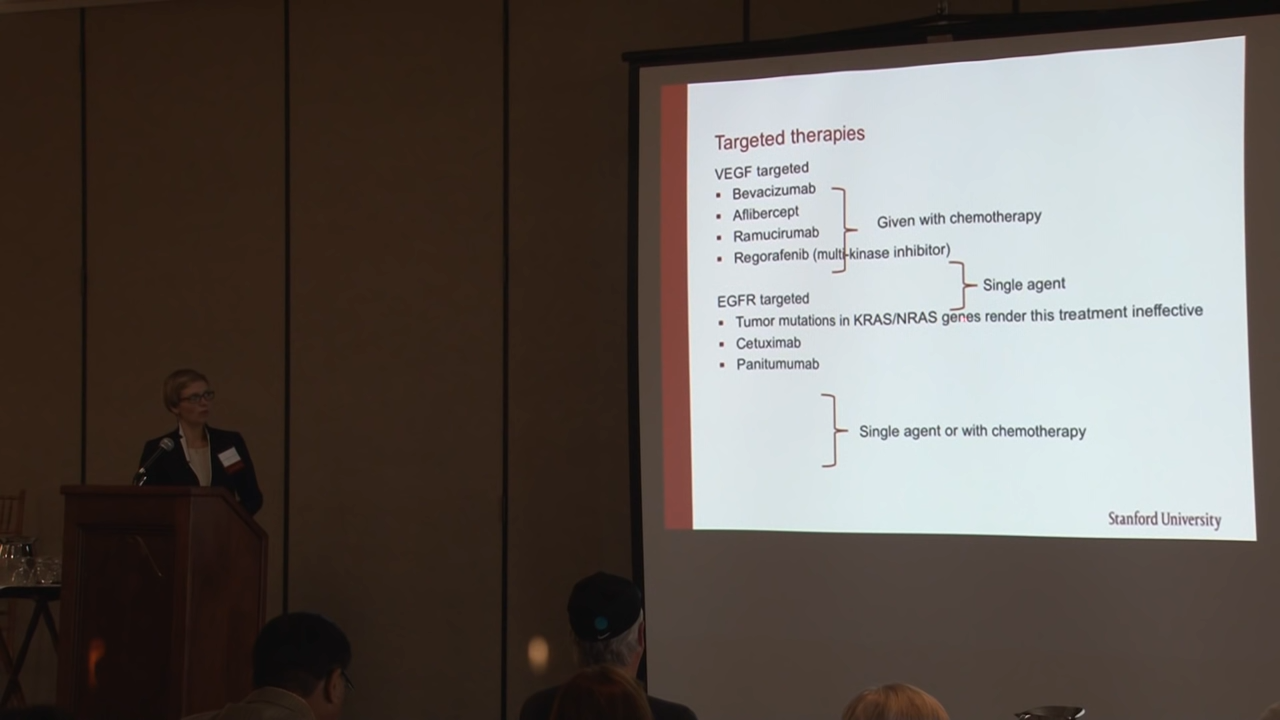 Targeted therapies
VEGF targeted
▪ Bevacizumab
▪ Aflibercept
▪ Ramucirumab
Given with chemotherapy
▪ Regorafenib (multi-kinase inhibitor)
Single agent
EGFR targeted
▪ Tumor mutations in KRAS/NRAS genes render this treatment ineffective
▪ Cetuximab
▪ Panitumumab
Single agent or with chemotherapy
Stanford University